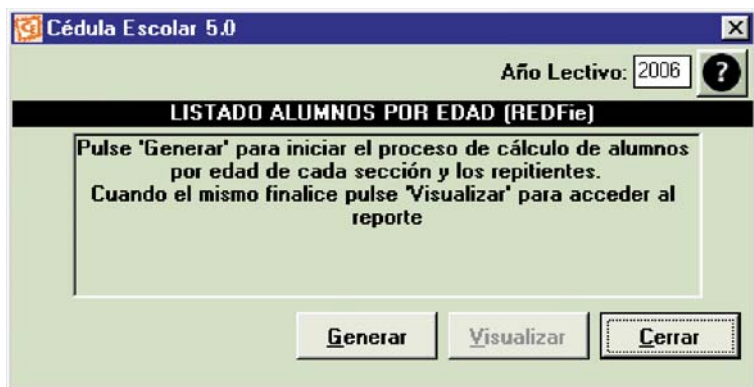 Cédula Escolar 5.0
Año Lectivo: 2006 ?
LISTADO ALUMNOS POR EDAD (REDFie)
Pulse 'Generar' para iniciar el proceso de cálculo de alumnos
por edad de cada sección y los repitientes.
Cuando el mismo finalice pulse 'Visualizar' para acceder al
reporte
Generar Visualizar Cerrar